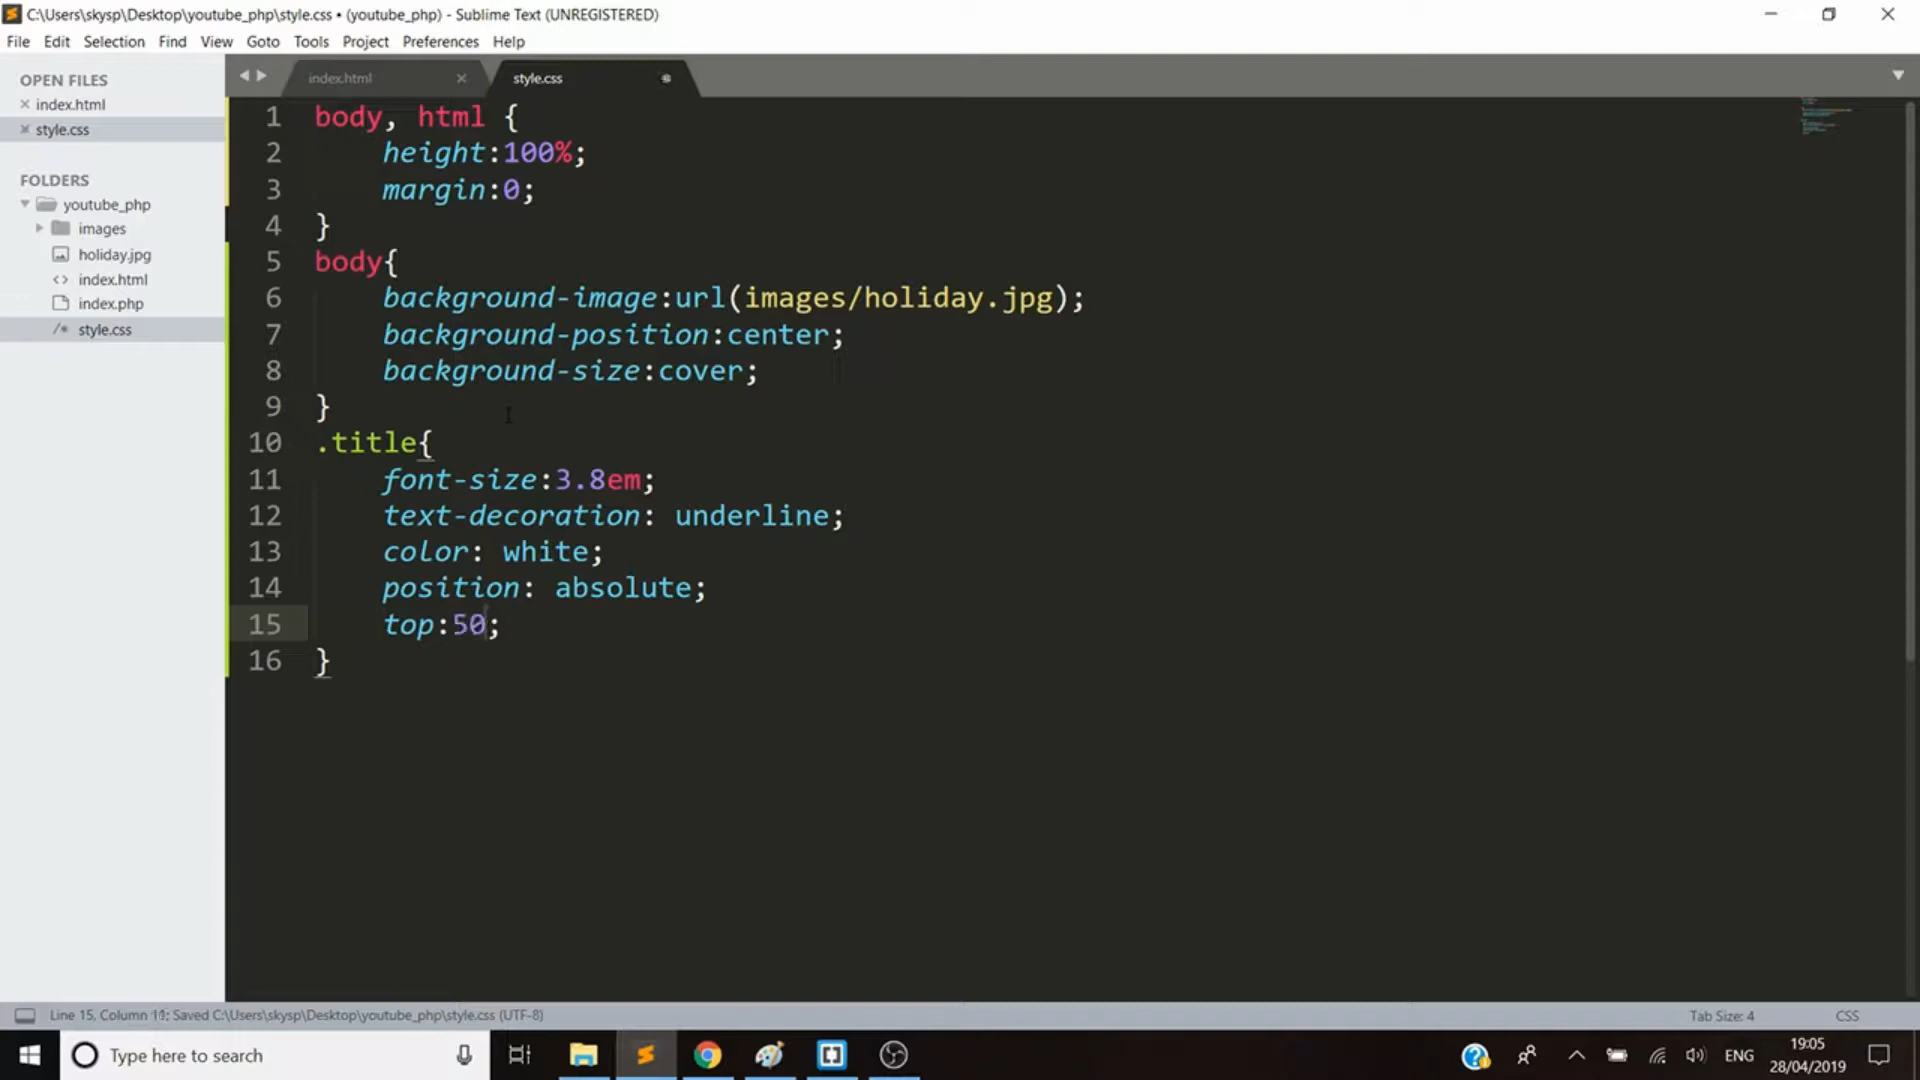 C:\Users\skysp\Desktop\youtube_php\style.css • (youtube_php) - Sublime Text (UNREGISTERED)
File Edit Selection Find View Goto Tools Project Preferences Help
OPEN FILES
index.html
style.css
FOLDERS
youtube_php
images
holiday.jpg
index.html
index.php
style.css
index.html
style.css
1 body, html {
2 height:100%;
3 margin:0;
4 }
5 body{
6 background-image:url(images/holiday.jpg);
7 background-position:center;
8 background-size:cover;
9 }
10 .title{
11 font-size:3.8em;
12 text-decoration: underline;
13 color: white;
14 position: absolute;
15 top:50;
16 }
Line 15, Column 11; Saved C:\Users\skysp\Desktop\youtube_php\style.css (UTF-8)
Tab Size: 4
CSS
Type here to search
ENG
19:05
28/04/2019